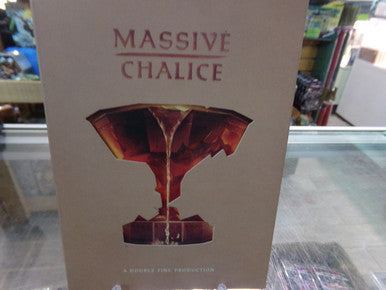 MASSIVE
CHALICE
A DOUBLE FINE PRODUCTION